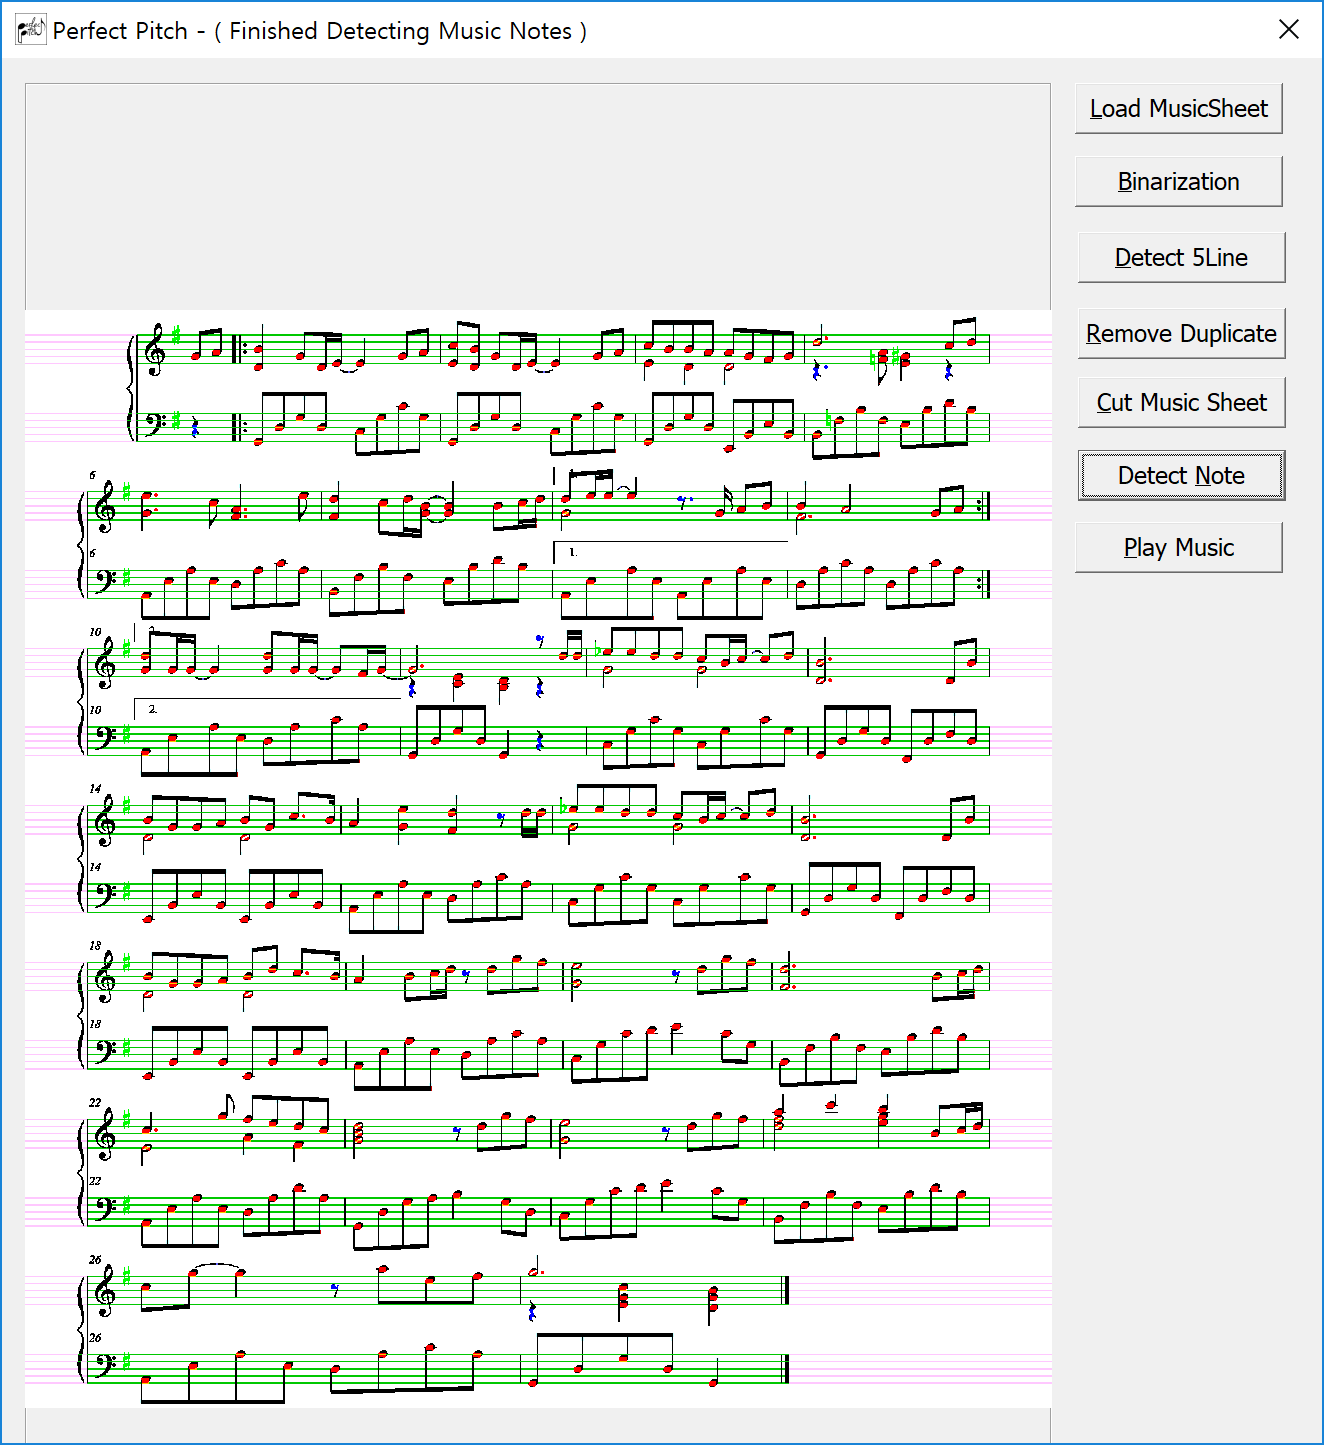 Perfect Pitch - ( Finished Detecting Music Notes )
Load MusicSheet
Binarization
Detect 5Line
Remove Duplicate
Cut Music Sheet
Detect Note
Play Music
6
6
1.
10
10
2.
14
14
18
18
22
22
26
26